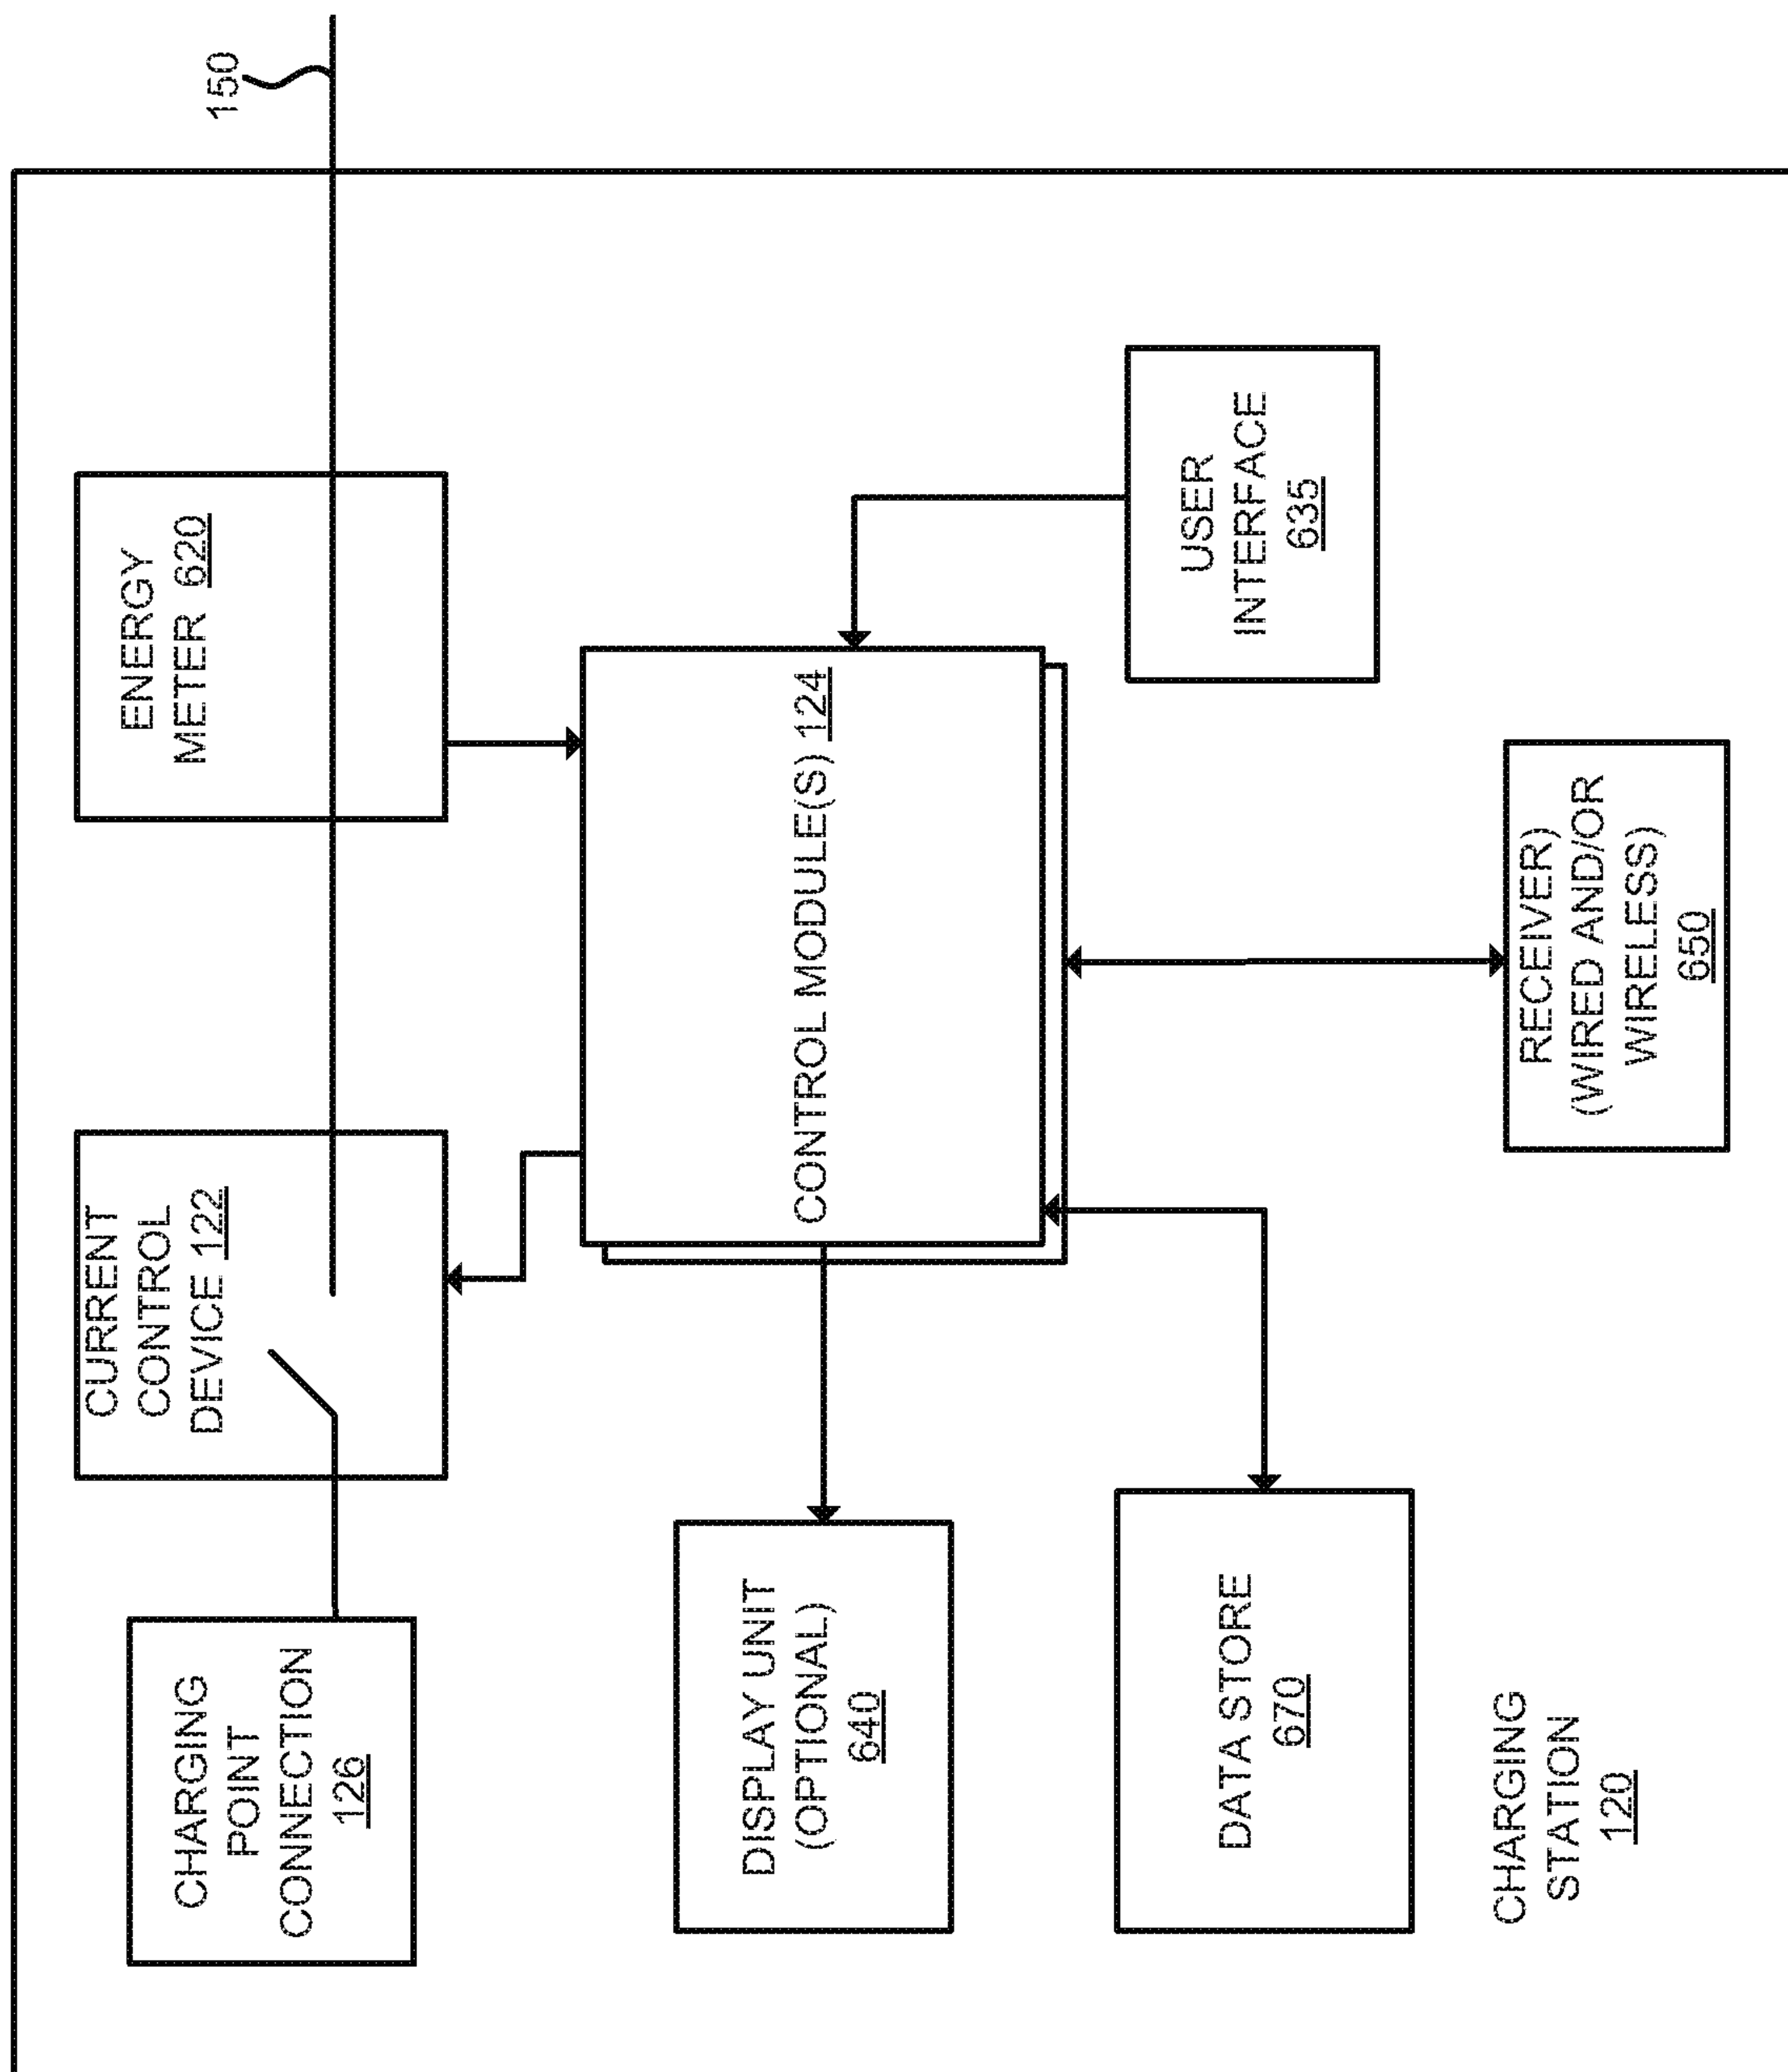 CHARGING
POINT
CONNECTION
126
CURRENT
CONTROL
DEVICE 122
ENERGY
METER 620
150
DISPLAY UNIT
(OPTIONAL)
640
CONTROL MODULE(S) 124
USER
INTERFACE
635
DATA STORE
670
RECEIVER)
(WIRED AND/OR
WIRELESS)
650
CHARGING
STATION
120